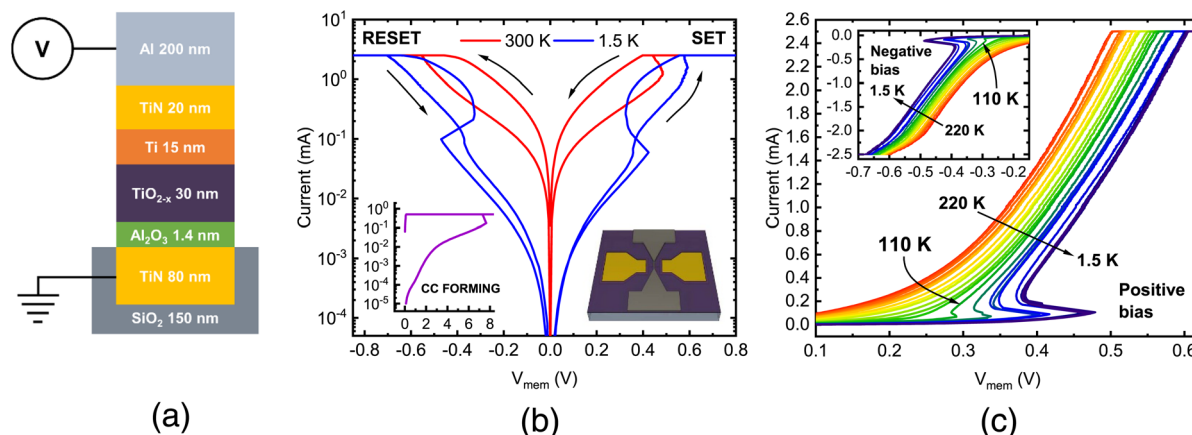 (a)
V
Al 200 nm
TiN 20 nm
Ti 15 nm
TiO2-x 30 nm
Al2O3 1.4 nm
TiN 80 nm
SiO2 150 nm
(b)
RESET
300 K
1.5 K
SET
Current (mA)
10^1
10^0
10^-1
10^-2
10^-3
10^-4
10^0
10^-1
10^-2
10^-3
10^-4
10^-5
CC FORMING
0 2 4 6 8
-0.8 -0.6 -0.4 -0.2 0.0 0.2 0.4 0.6 0.8
Vmem (V)
(b)
(c)
Current (mA)
2.6
2.4
2.2
2.0
1.8
1.6
1.4
1.2
1.0
0.8
0.6
0.4
0.2
0.0
0.0
-0.5
-1.0
-1.5
-2.0
-2.5
Negative
bias
1.5 K
110 K
220 K
-0.7 -0.6 -0.5 -0.4 -0.3 -0.2
220 K
110 K
1.5 K
Positive
bias
0.1 0.2 0.3 0.4 0.5 0.6
Vmem (V)
(a)
(c)